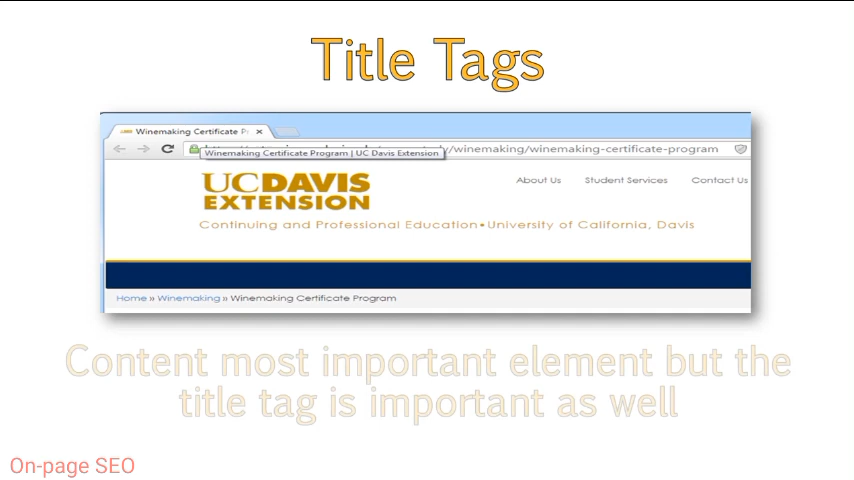 Title Tags
Winemaking Certificate Pr
Winemaking Certificate Program | UC Davis Extension
/winemaking/winemaking-certificate-program
UCDAVIS
EXTENSION
About Us Student Services Contact Us
Continuing and Professional Education•University of California, Davis
Home » Winemaking » Winemaking Certificate Program
Content most important element but the
title tag is important as well
On-page SEO